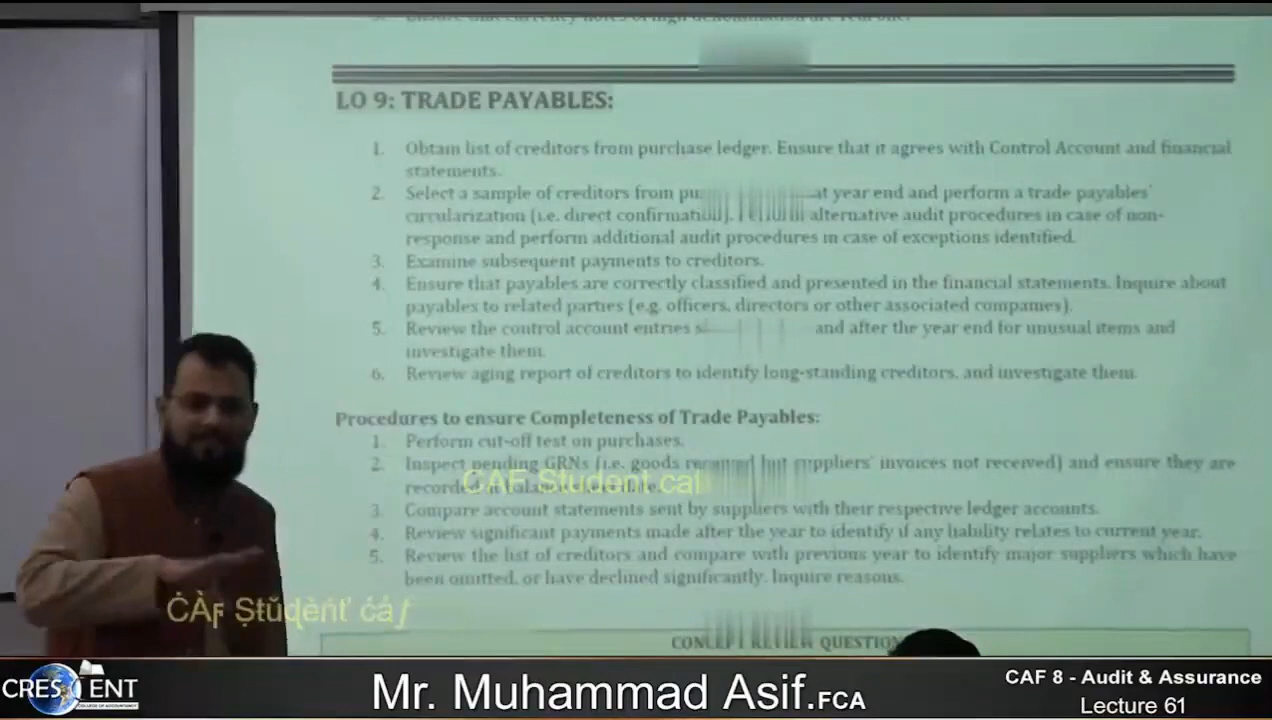 LO 9: TRADE PAYABLES:
1. Obtain list of creditors from purchase ledger. Ensure that it agrees with Control Account and financial
statements.
2. Select a sample of creditors from at year end and perform a trade payables'
circularization (i.e. direct confirmation). Perform alternative audit procedures in case of non-
response and perform additional audit procedures in case of exceptions identified.
3. Examine subsequent payments to creditors.
4. Ensure that payables are correctly classified and presented in the financial statements. Inquire about
payables to related parties (e.g. officers, directors or other associated companies).
5. Review the control account entries and after the year end for unusual items and
investigate them.
6. Review aging report of creditors to identify long-standing creditors, and investigate them.
Procedures to ensure Completeness of Trade Payables:
1. Perform cut-off test on purchases.
2. Inspect pending GRNs (i.e. goods received but suppliers' invoices not received) and ensure they are
recorded
CAF Student caf
3. Compare account statements sent by suppliers with their respective ledger accounts.
4. Review significant payments made after the year to identify if any liability relates to current year.
5. Review the list of creditors and compare with previous year to identify major suppliers which have
been omitted, or have declined significantly. Inquire reasons.
CONCEPT REVIEW QUESTION
CRESCENT
COLLEGE OF ACCOUNTANCY
Mr. Muhammad Asif.FCA
CAF 8 - Audit & Assurance
Lecture 61